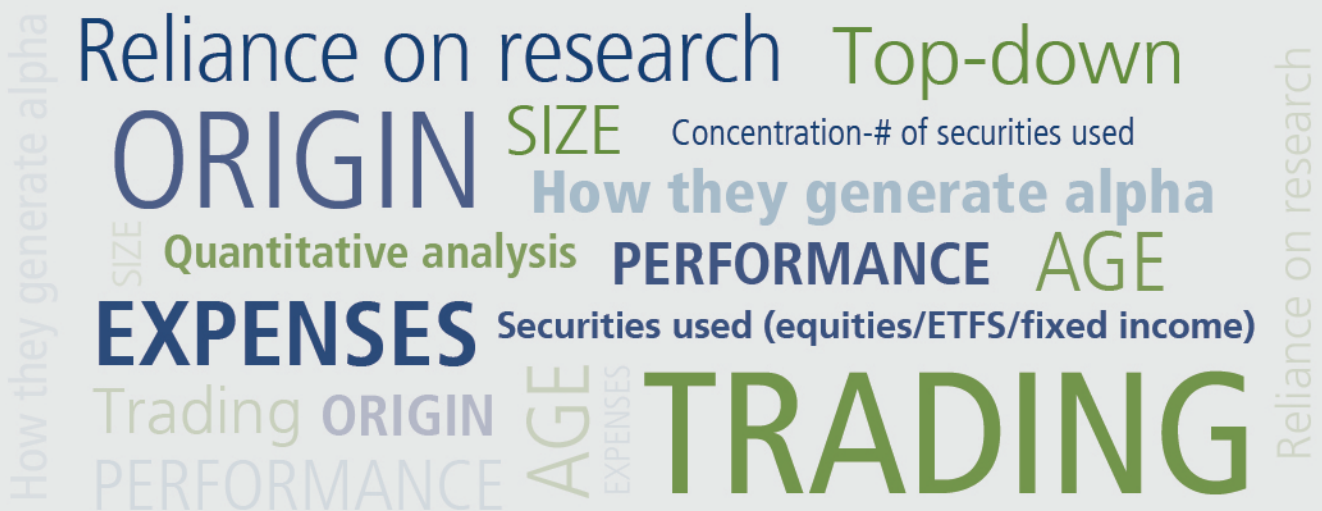 How they generate alpha
Reliance on research
Top-down
ORIGIN
SIZE
Concentration-# of securities used
How they generate alpha
SIZE
Quantitative analysis
PERFORMANCE
AGE
EXPENSES
Securities used (equities/ETFS/fixed income)
Trading
ORIGIN
AGE
EXPENSES
TRADING
PERFORMANCE
Reliance on research